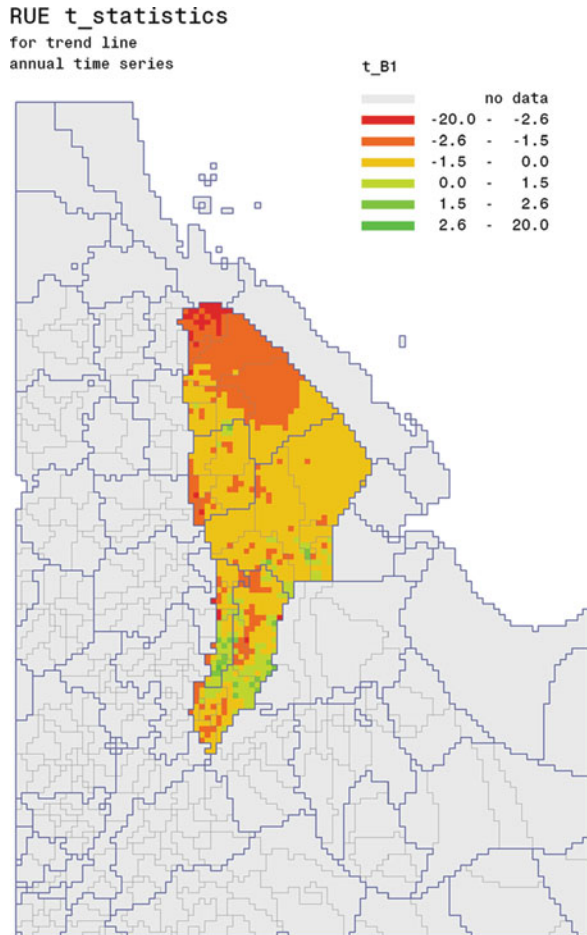 RUE t_statistics
for trend line
annual time series
t_B1
no data
-20.0 - -2.6
-2.6 - -1.5
-1.5 - 0.0
0.0 - 1.5
1.5 - 2.6
2.6 - 20.0